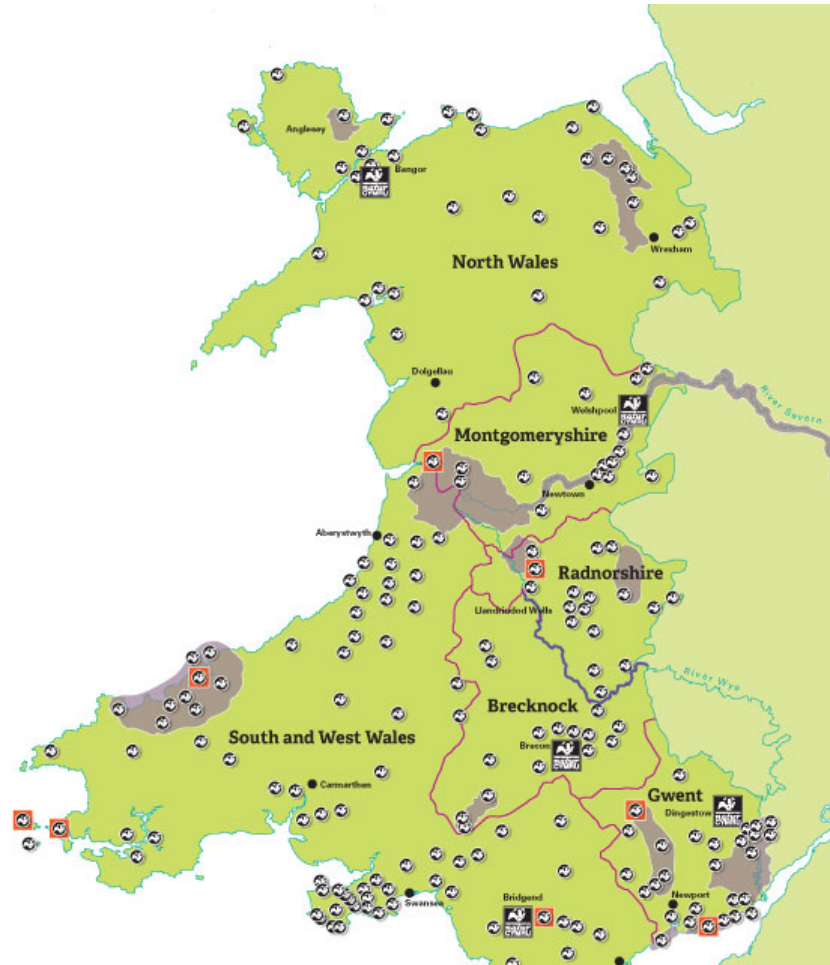 Anglesey
Bangor
North Wales
Wrexham
Dolgellau
Welshpool
River Severn
Montgomeryshire
Newtown
Aberystwyth
Radnorshire
Llandrindod Wells
River Wye
Brecknock
South and West Wales
Brecon
Carmarthen
Gwent
Dingestow
Newport
Swansea
Bridgend